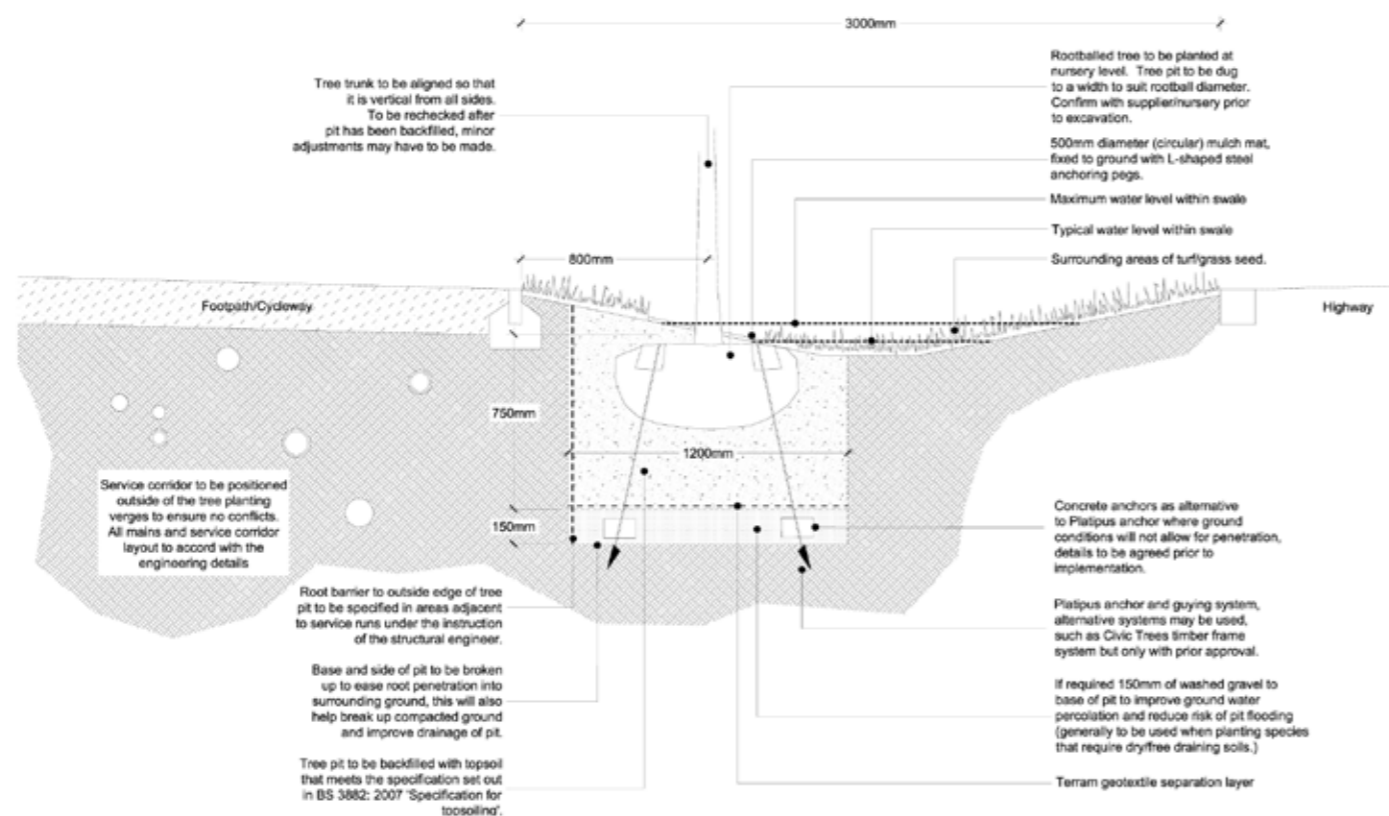 3000mm
Tree trunk to be aligned so that
it is vertical from all sides.
To be rechecked after
pit has been backfilled, minor
adjustments may have to be made.
Rootballed tree to be planted at
nursery level. Tree pit to be dug
to a width to suit rootball diameter.
Confirm with supplier/nursery prior
to excavation.
500mm diameter (circular) mulch mat,
fixed to ground with L-shaped steel
anchoring pegs.
Maximum water level within swale
Typical water level within swale
Surrounding areas of turf/grass seed.
800mm
Footpath/Cycleway
Highway
750mm
1200mm
150mm
Service corridor to be positioned
outside of the tree planting
verges to ensure no conflicts.
All mains and service corridor
layout to accord with the
engineering details
Root barrier to outside edge of tree
pit to be specified in areas adjacent
to service runs under the instruction
of the structural engineer.
Base and side of pit to be broken
up to ease root penetration into
surrounding ground, this will also
help break up compacted ground
and improve drainage of pit.
Tree pit to be backfilled with topsoil
that meets the specification set out
in BS 3882: 2007 'Specification for
topsoiling'.
Concrete anchors as alternative
to Platipus anchor where ground
conditions will not allow for penetration,
details to be agreed prior to
implementation.
Platipus anchor and guying system,
alternative systems may be used,
such as Civic Trees timber frame
system but only with prior approval.
If required 150mm of washed gravel to
base of pit to improve ground water
percolation and reduce risk of pit flooding
(generally to be used when planting species
that require dry/free draining soils.)
Terram geotextile separation layer